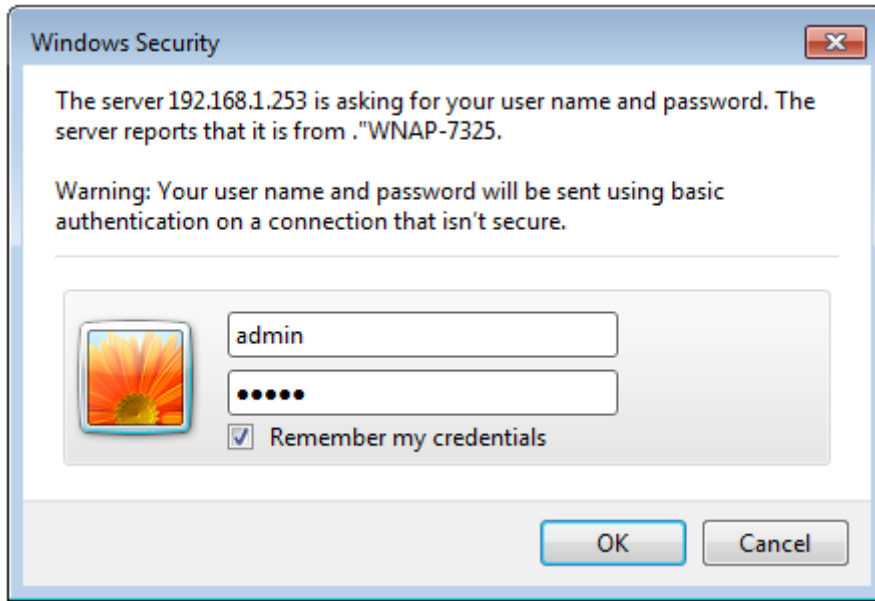 Windows Security
The server 192.168.1.253 is asking for your user name and password. The
server reports that it is from ."WNAP-7325.
Warning: Your user name and password will be sent using basic
authentication on a connection that isn't secure.
admin
●●●●●
Remember my credentials
OK
Cancel